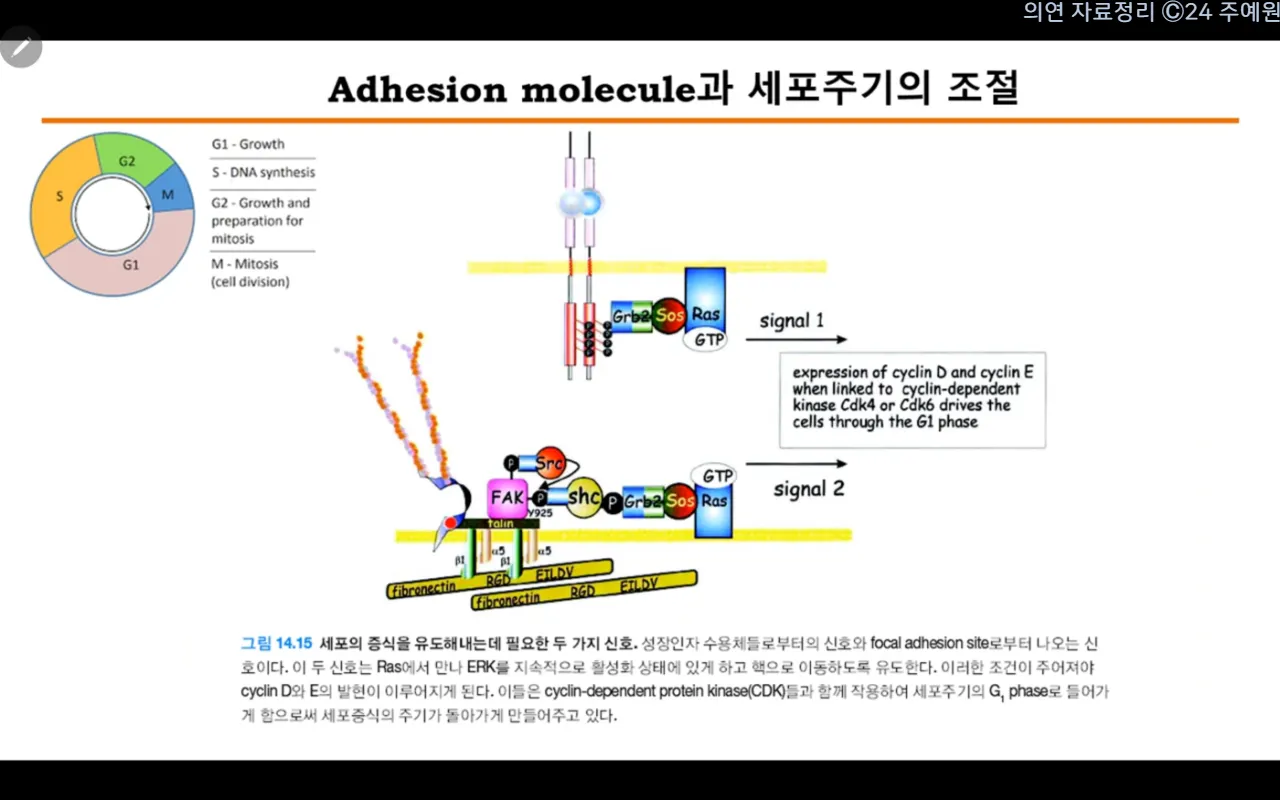 의연 자료정리 ©24 주예원
Adhesion molecule과 세포주기의 조절
G2
S
M
G1
G1 - Growth
S - DNA synthesis
G2 - Growth and
preparation for
mitosis
M - Mitosis
(cell division)
Grb2 Sos Ras
GTP
signal 1
expression of cyclin D and cyclin E
when linked to cyclin-dependent
kinase Cdk4 or Cdk6 drives the
cells through the G1 phase
signal 2
P Src
GTP
FAK P shc P Grb2 Sos Ras
Y925
talin
β1 α5 β1 α5
fibronectin RGD EILDV
fibronectin RGD EILDV
그림 14.15 세포의 증식을 유도해내는데 필요한 두 가지 신호. 성장인자 수용체들로부터의 신호와 focal adhesion site로부터 나오는 신
호이다. 이 두 신호는 Ras에서 만나 ERK를 지속적으로 활성화 상태에 있게 하고 핵으로 이동하도록 유도한다. 이러한 조건이 주어져야
cyclin D와 E의 발현이 이루어지게 된다. 이들은 cyclin-dependent protein kinase(CDK)들과 함께 작용하여 세포주기의 G1 phase로 들어가
게 함으로써 세포증식의 주기가 돌아가게 만들어주고 있다.